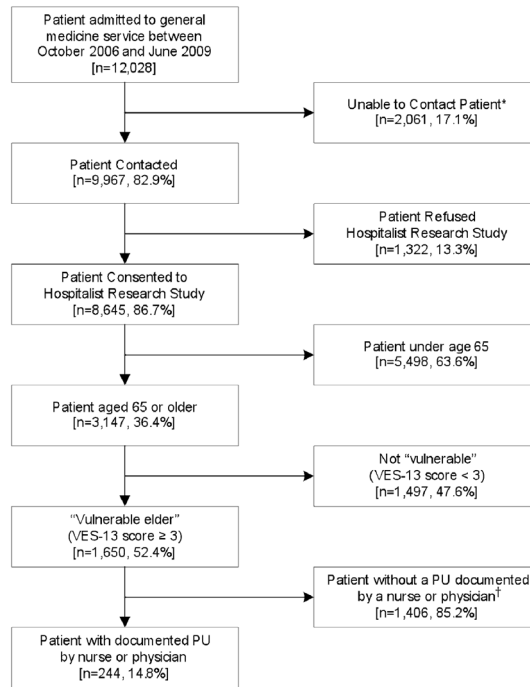 Patient admitted to general
medicine service between
October 2006 and June 2009
[n=12,028]
Unable to Contact Patient*
[n=2,061, 17.1%]
Patient Contacted
[n=9,967, 82.9%]
Patient Refused
Hospitalist Research Study
[n=1,322, 13.3%]
Patient Consented to
Hospitalist Research Study
[n=8,645, 86.7%]
Patient under age 65
[n=5,498, 63.6%]
Patient aged 65 or older
[n=3,147, 36.4%]
Not “vulnerable”
(VES-13 score < 3)
[n=1,497, 47.6%]
“Vulnerable elder”
(VES-13 score ≥ 3)
[n=1,650, 52.4%]
Patient without a PU documented
by a nurse or physician†
[n=1,406, 85.2%]
Patient with documented PU
by nurse or physician
[n=244, 14.8%]